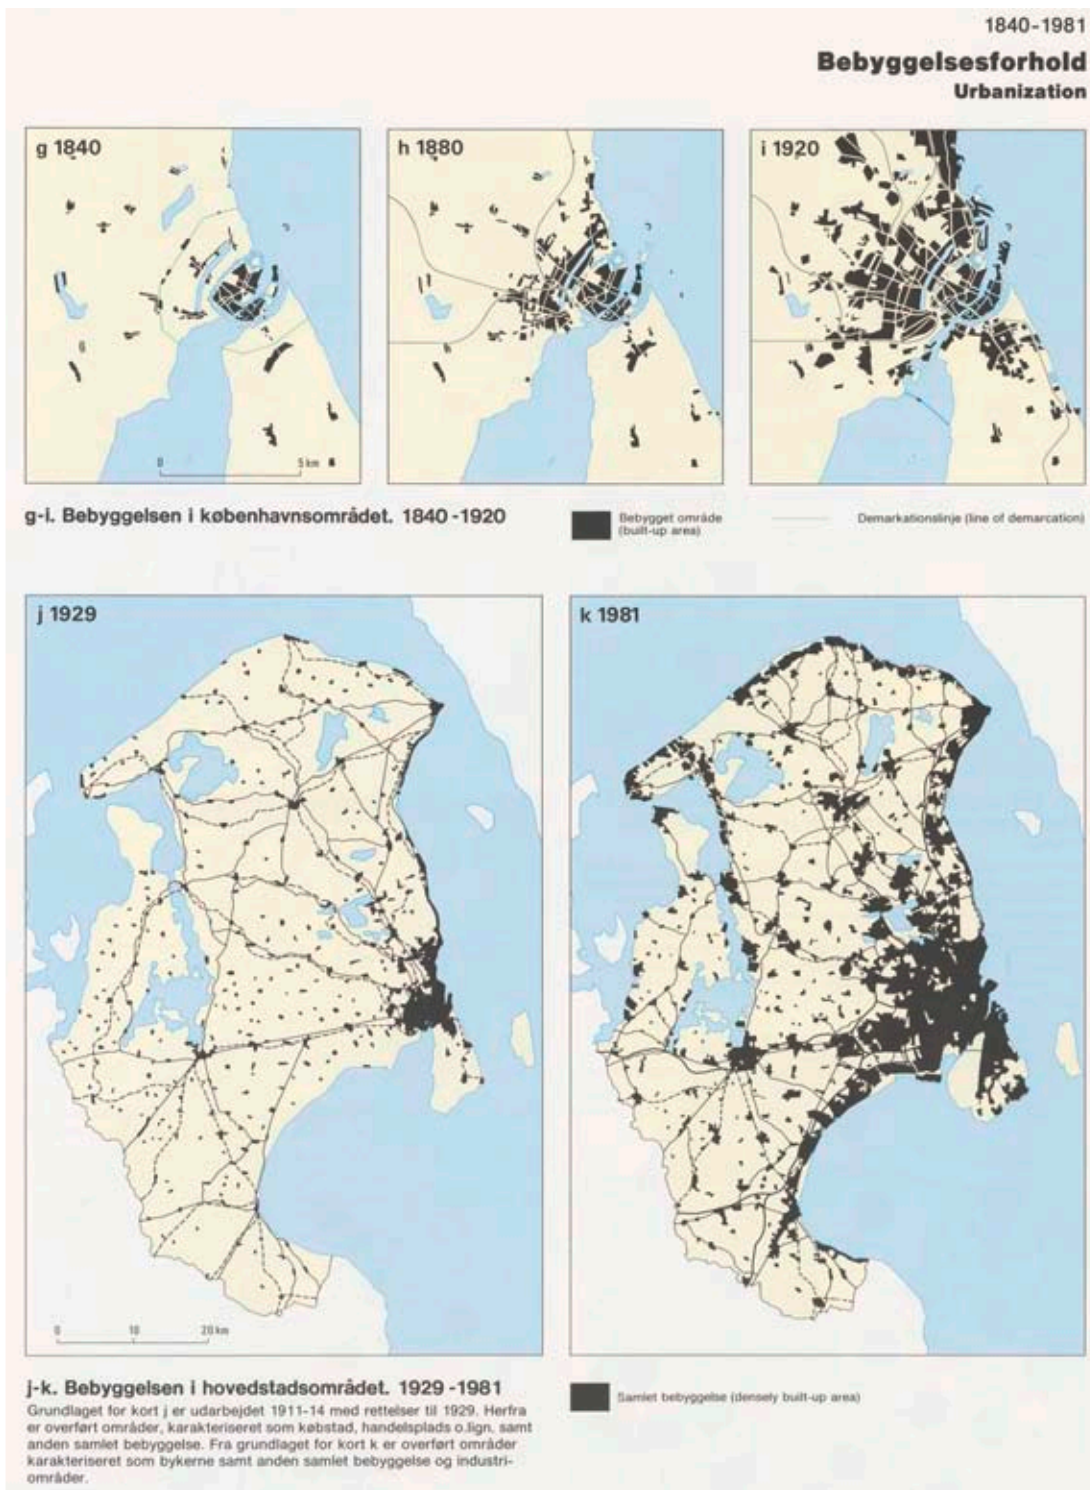 1840-1981
Bebyggelsesforhold
Urbanization
g 1840
h 1880
i 1920
0
5 km
g-i. Bebyggelsen i københavnsområdet. 1840-1920
Bebygget område
(built-up area)
Demarkationslinje (line of demarcation)
j 1929
k 1981
0
10
20 km
j-k. Bebyggelsen i hovedstadsområdet. 1929-1981
Grundlaget for kort j er udarbejdet 1911-14 med rettelser til 1929. Herfra
er overført områder, karakteriseret som købstad, handelsplads o.lign. samt
anden samlet bebyggelse. Fra grundlaget for kort k er overført områder
karakteriseret som bykerne samt anden samlet bebyggelse og industri-
områder.
Samlet bebyggelse (densely built-up area)